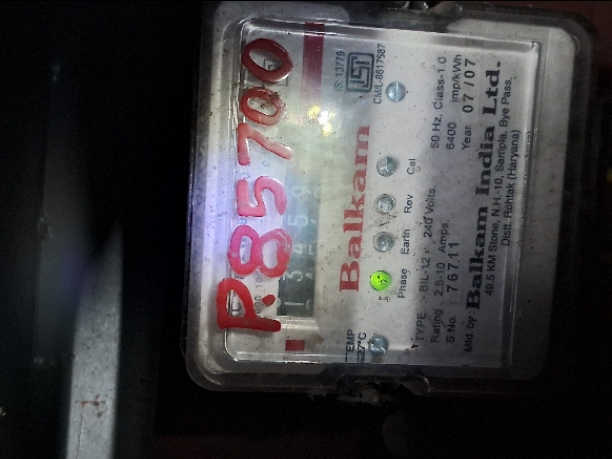 P.85700
IS:13779
CM/L-8617587
Balkam
Phase Earth Rev Cal
TYPE :- BIL-12 240 Volts 50 Hz, Class-1.0
Rating : 2.5-10 Amps. 6400 imp/kWh
S.No. 76711 Year 07/07
Mfd by : Balkam India Ltd.
49.5 KM Stone, N.H.-10, Sampla, Bye Pass,
Distt. Rohtak (Haryana)